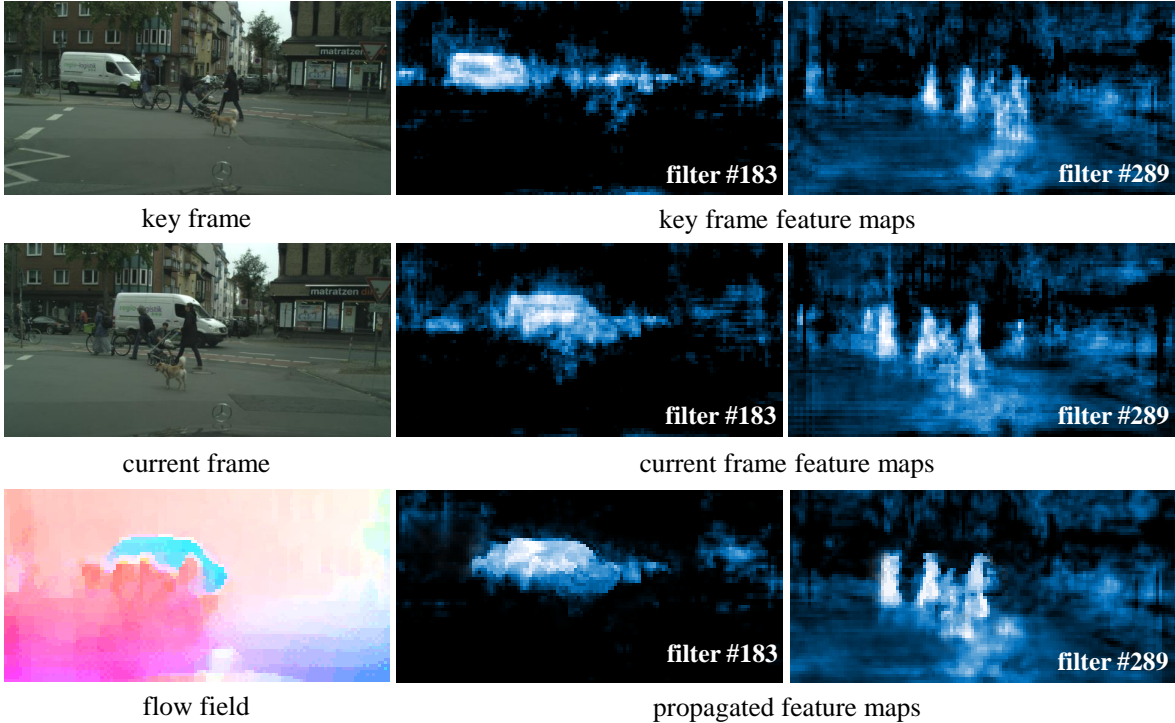 matratzen
filter #183
filter #289
key frame
key frame feature maps
matratzen di
filter #183
filter #289
current frame
current frame feature maps
filter #183
filter #289
flow field
propagated feature maps